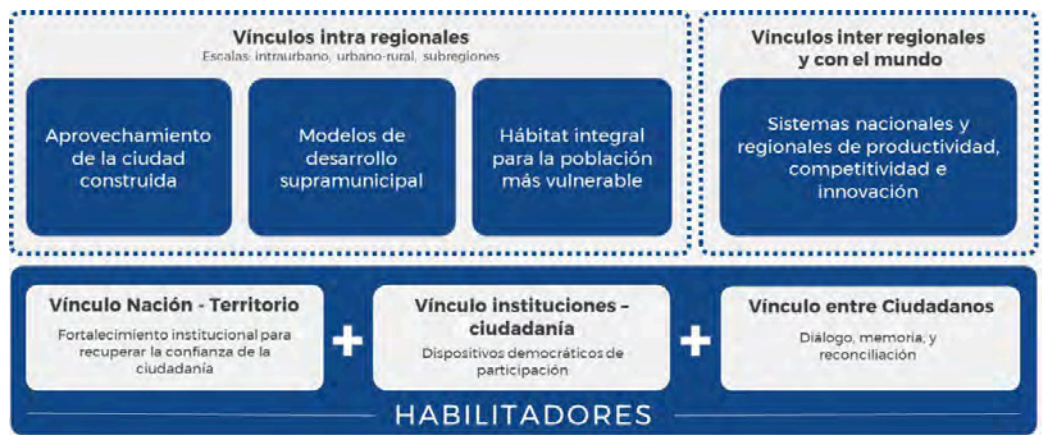 Vínculos intra regionales
Escalas: intraurbano, urbano-rural, subregiones
Aprovechamiento
de la ciudad
construida
Modelos de
desarrollo
supramunicipal
Hábitat integral
para la población
más vulnerable
Vínculos inter regionales
y con el mundo
Sistemas nacionales y
regionales de productividad,
competitividad e
innovación
Vínculo Nación - Territorio
Fortalecimiento institucional para
recuperar la confianza de la
ciudadanía
Vínculo instituciones –
ciudadanía
Dispositivos democráticos de
participación
Vínculo entre Ciudadanos
Diálogo, memoria, y
reconciliación
HABILITADORES